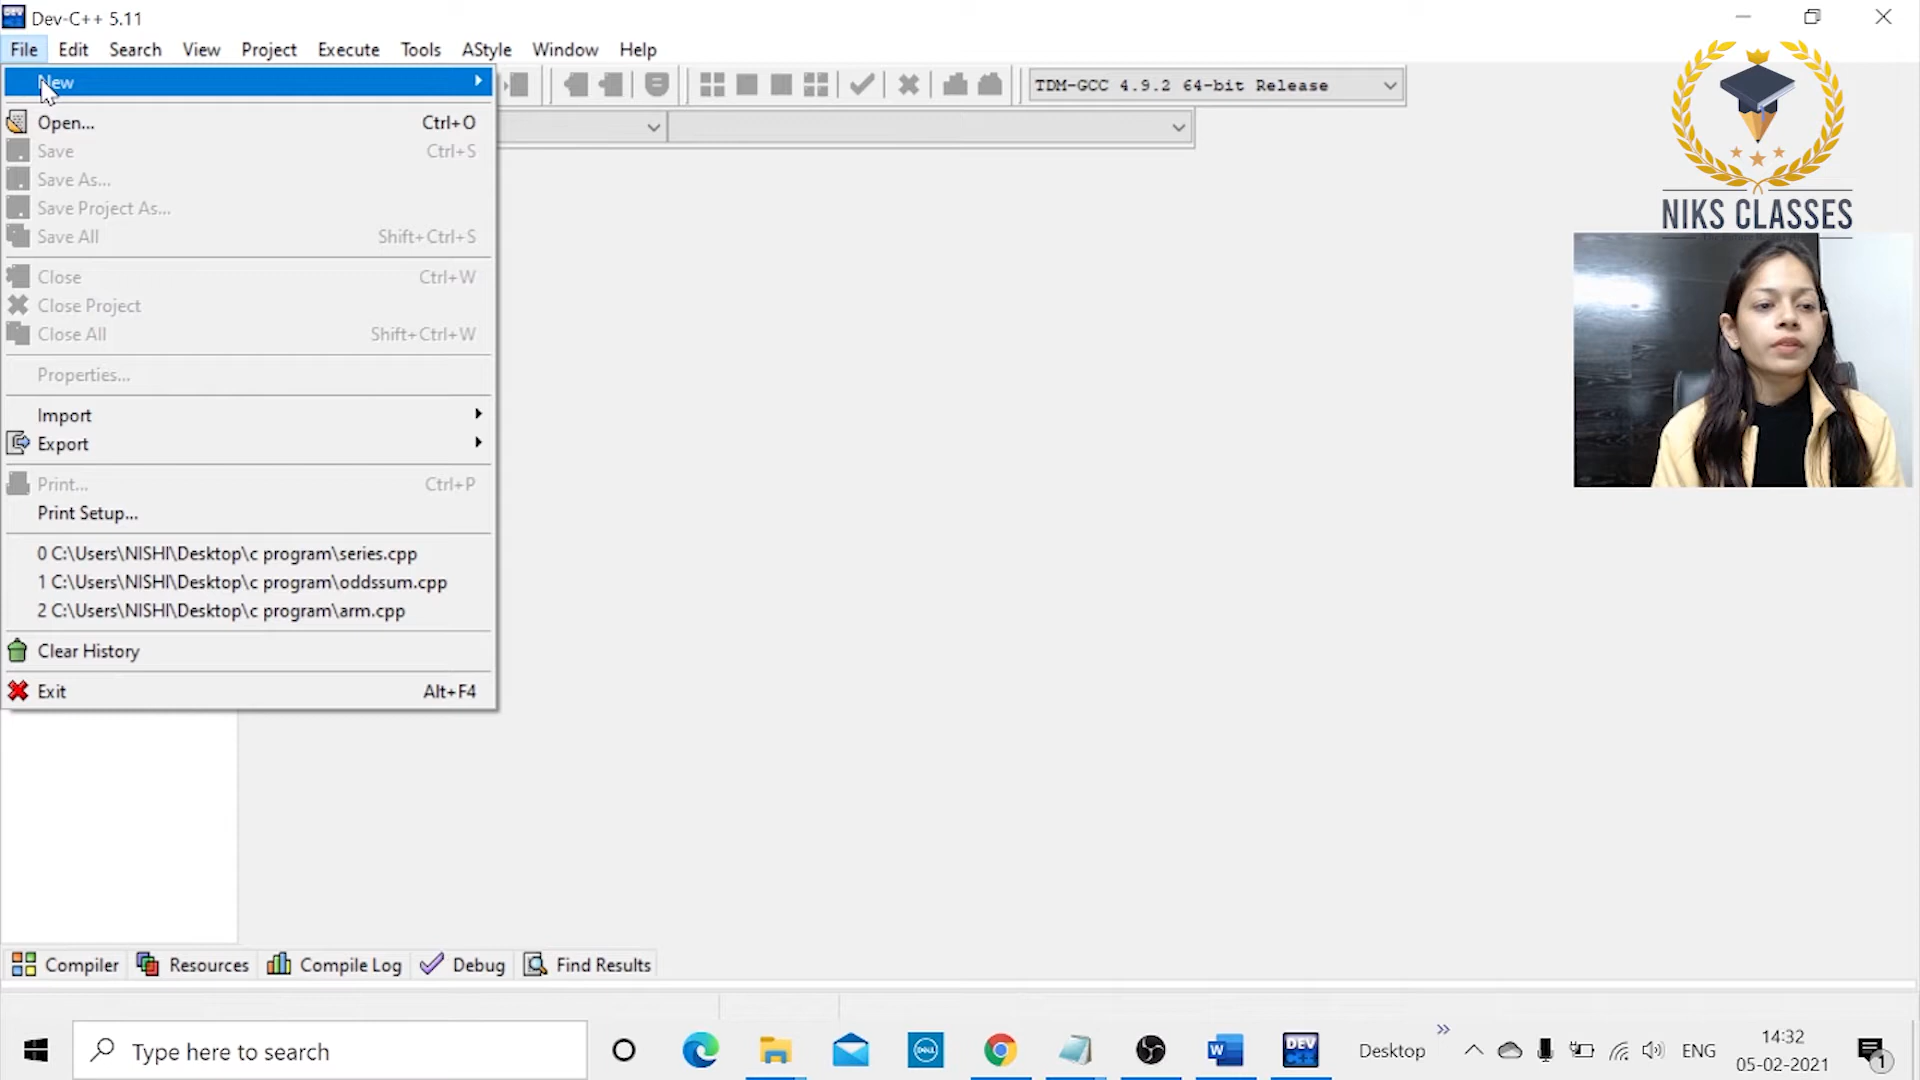 Dev-C++ 5.11
File Edit Search View Project Execute Tools AStyle Window Help
New
TDM-GCC 4.9.2 64-bit Release
Open... Ctrl+O
Save Ctrl+S
Save As...
Save Project As...
Save All Shift+Ctrl+S
Close Ctrl+W
Close Project
Close All Shift+Ctrl+W
Properties...
Import
Export
Print... Ctrl+P
Print Setup...
0 C:\Users\NISHI\Desktop\c program\series.cpp
1 C:\Users\NISHI\Desktop\c program\oddssum.cpp
2 C:\Users\NISHI\Desktop\c program\arm.cpp
Clear History
Exit Alt+F4
NIKS CLASSES
Compiler Resources Compile Log Debug Find Results
Type here to search
DELL
W
DEV C++
Desktop
ENG
14:32
05-02-2021
1